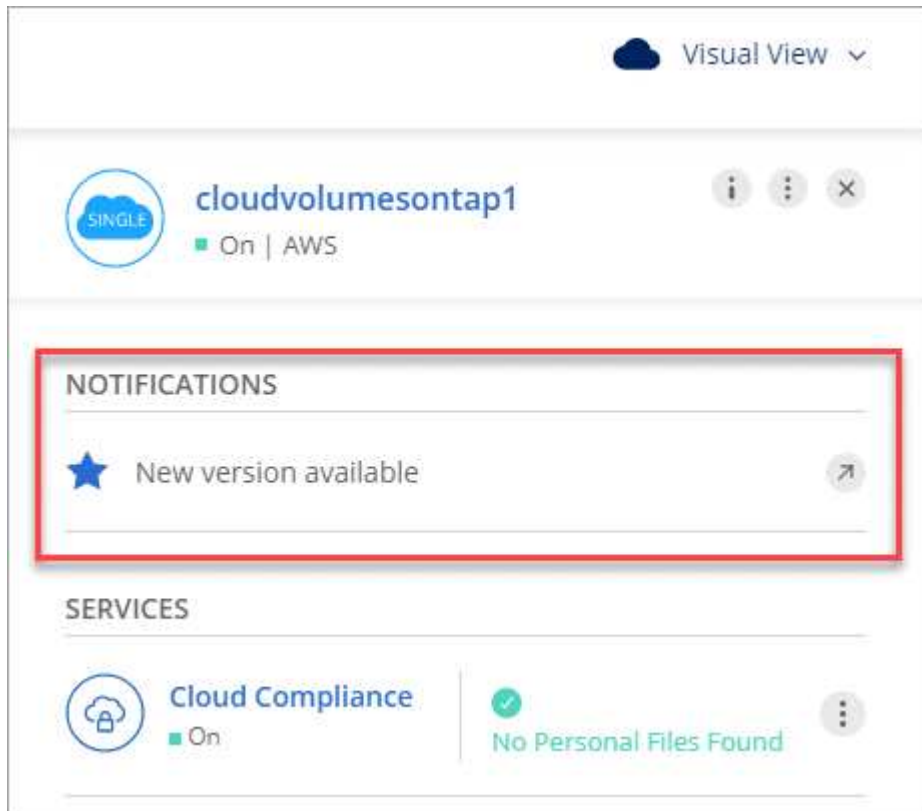 Visual View
SINGLE
cloudvolumesontap1
On | AWS
NOTIFICATIONS
New version available
SERVICES
Cloud Compliance
On
No Personal Files Found